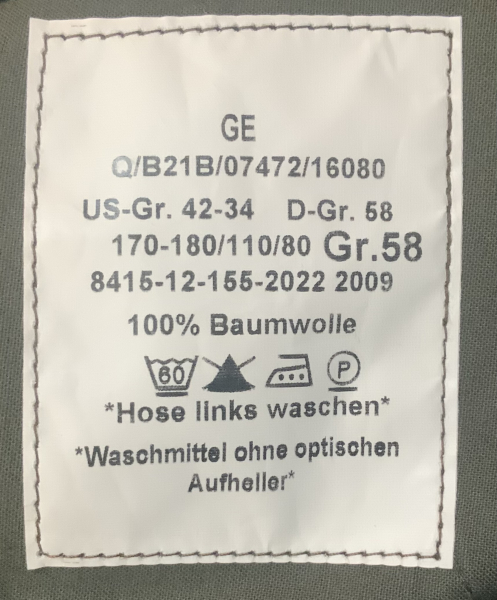 GE
Q/B21B/07472/16080
US-Gr. 42-34 D-Gr. 58
170-180/110/80 Gr.58
8415-12-155-2022 2009
100% Baumwolle
60 P
*Hose links waschen*
*Waschmittel ohne optischen
Aufheller*